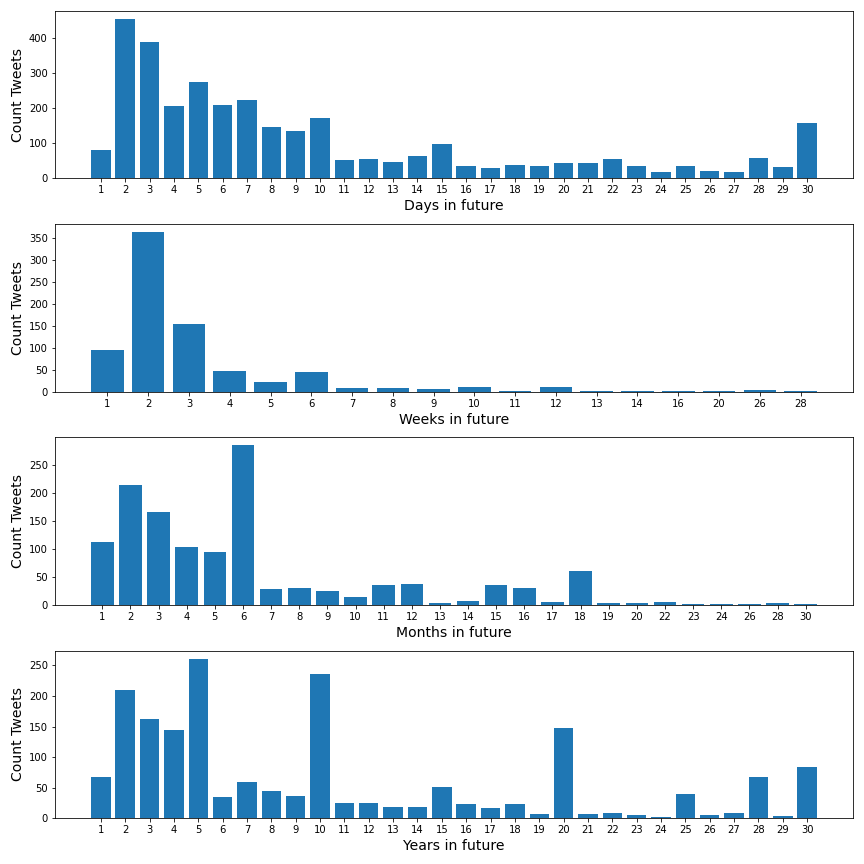 Count Tweets
400
300
200
100
0
1 2 3 4 5 6 7 8 9 10 11 12 13 14 15 16 17 18 19 20 21 22 23 24 25 26 27 28 29 30
Days in future
Count Tweets
350
300
250
200
150
100
50
0
1 2 3 4 5 6 7 8 9 10 11 12 13 14 16 20 26 28
Weeks in future
Count Tweets
250
200
150
100
50
0
1 2 3 4 5 6 7 8 9 10 11 12 13 14 15 16 17 18 19 20 22 23 24 26 28 30
Months in future
Count Tweets
250
200
150
100
50
0
1 2 3 4 5 6 7 8 9 10 11 12 13 14 15 16 17 18 19 20 21 22 23 24 25 26 27 28 29 30
Years in future